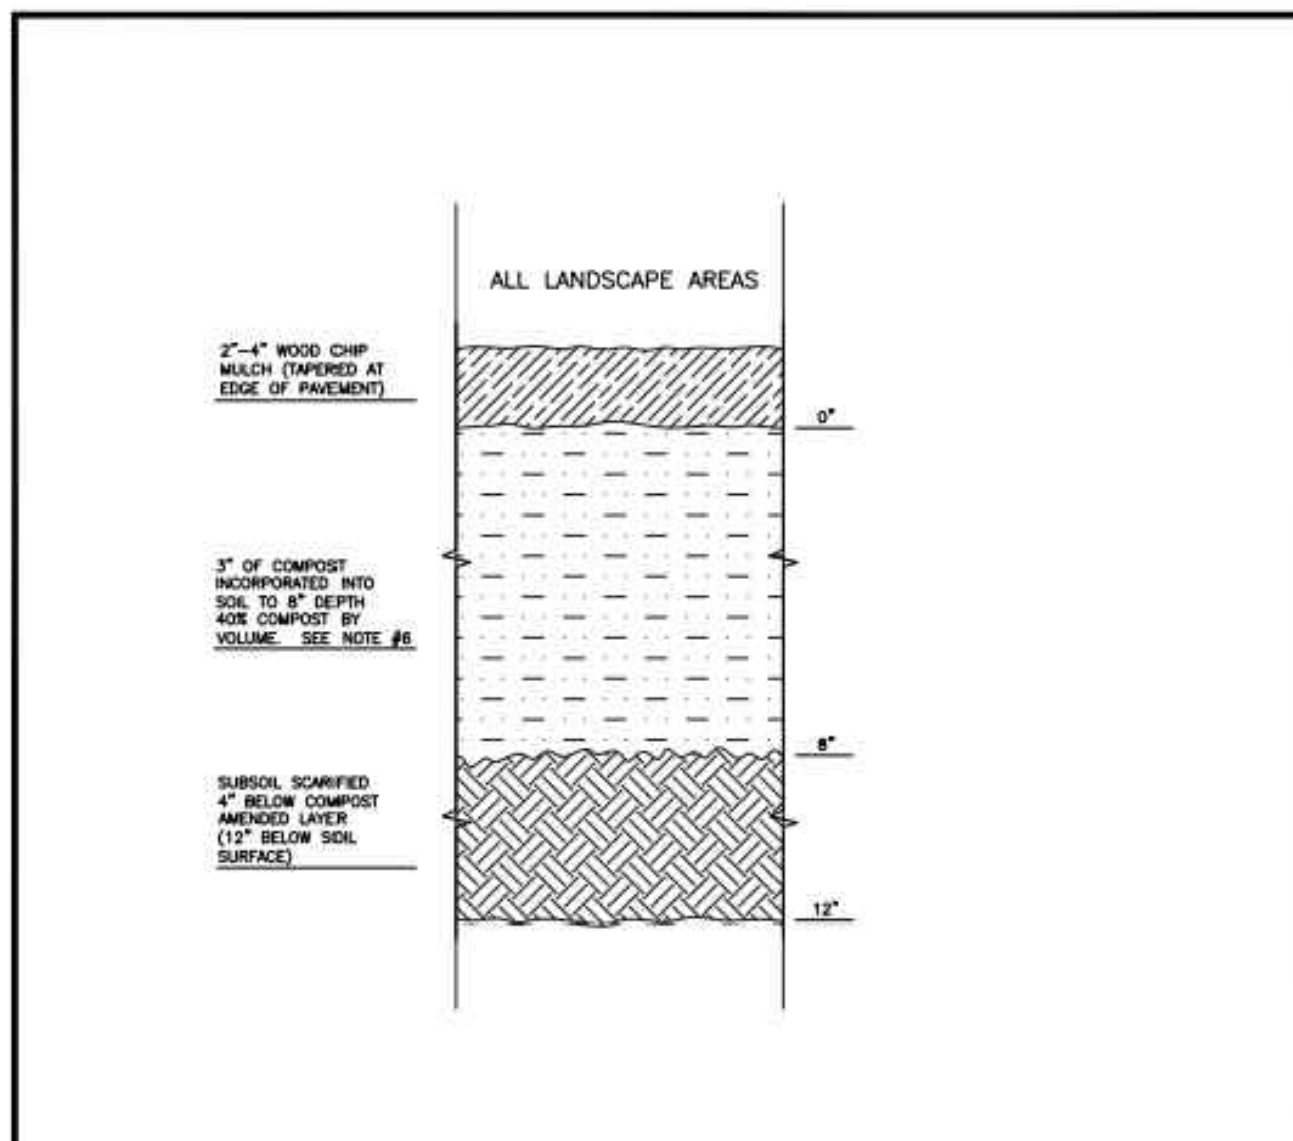 ALL LANDSCAPE AREAS
2"-4" WOOD CHIP
MULCH (TAPERED AT
EDGE OF PAVEMENT)
0"
3" OF COMPOST
INCORPORATED INTO
SOIL TO 8" DEPTH
40% COMPOST BY
VOLUME. SEE NOTE #6
8"
SUBSOIL SCARIFIED
4" BELOW COMPOST
AMENDED LAYER
(12" BELOW SIDIL
SURFACE)
12"